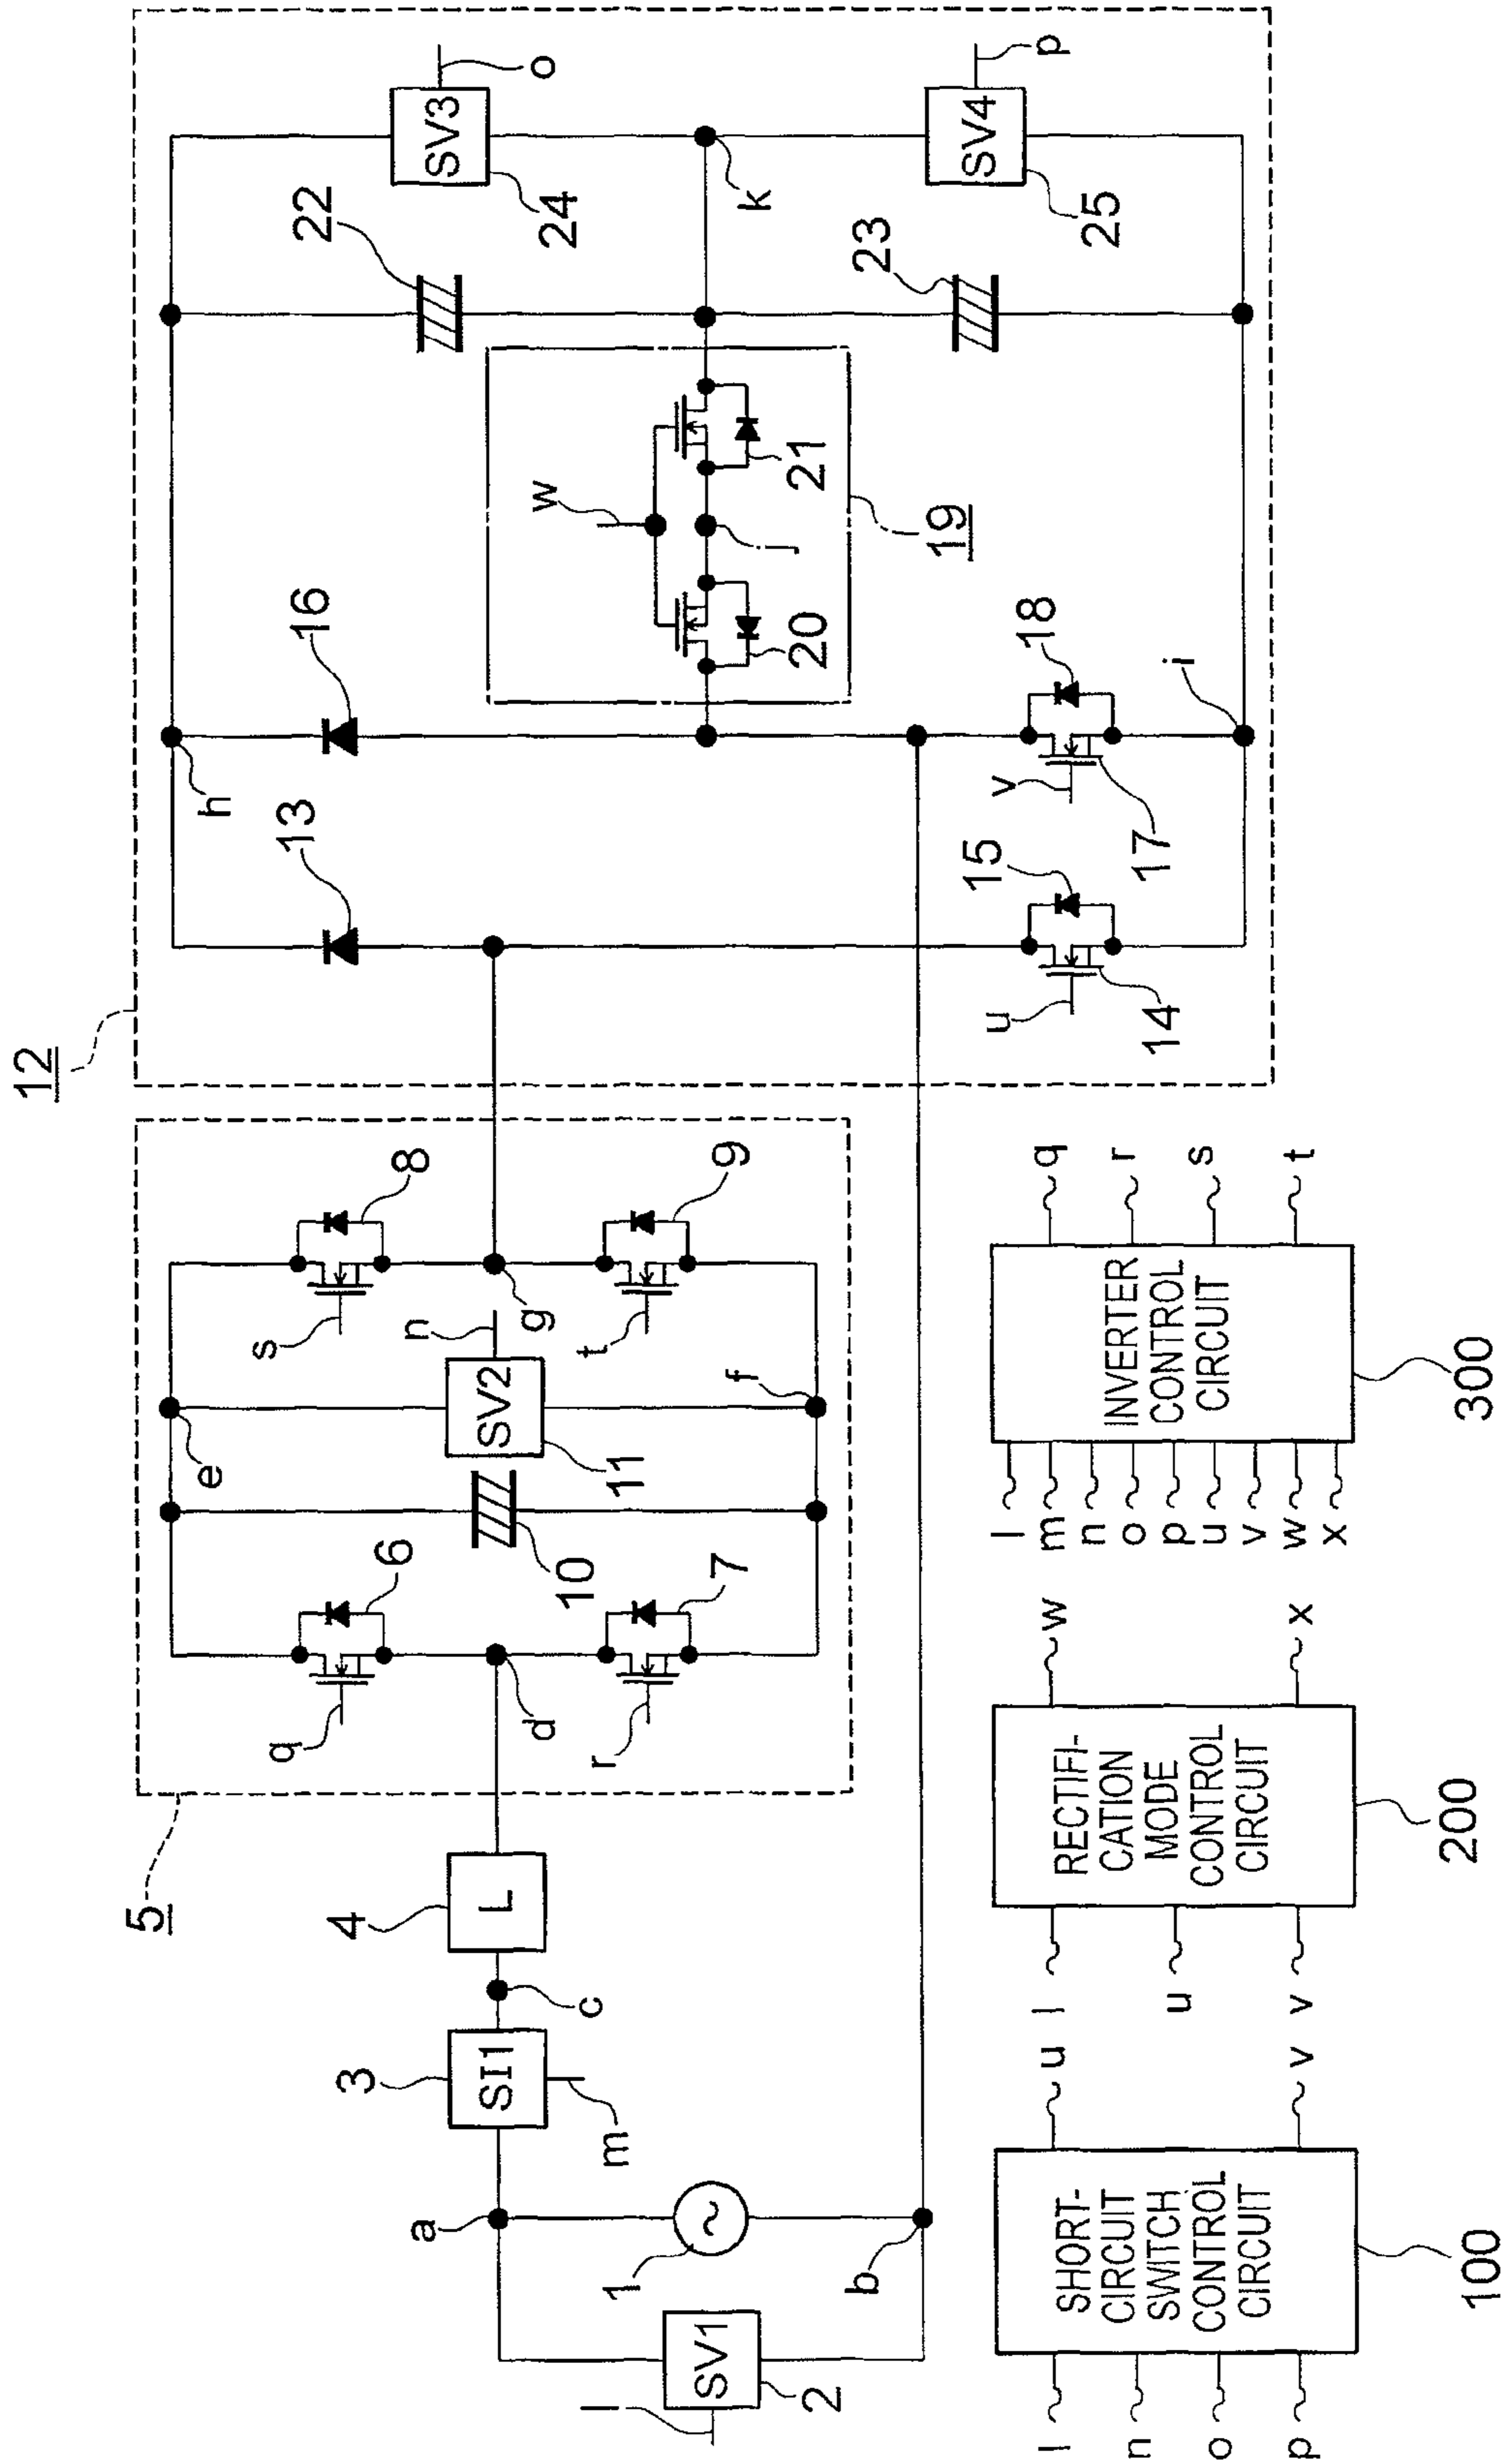 12
5
h
13
16
22
SV3
o
24
k
SV4
p
25
23
w
j
20
21
19
i
18
v
17
15
u
14
e
s
8
n
SV2
g
f
t
9
11
10
q
6
d
r
7
4
L
c
3
SI1
m
a
1
b
l
SV1
2
l
n
o
p
SHORT-
CIRCUIT
SWITCH
CONTROL
CIRCUIT
100
u
v
l
u
v
RECTIFI-
CATION
MODE
CONTROL
CIRCUIT
200
w
x
l
m
n
o
p
u
v
w
x
INVERTER
CONTROL
CIRCUIT
300
q
r
s
t